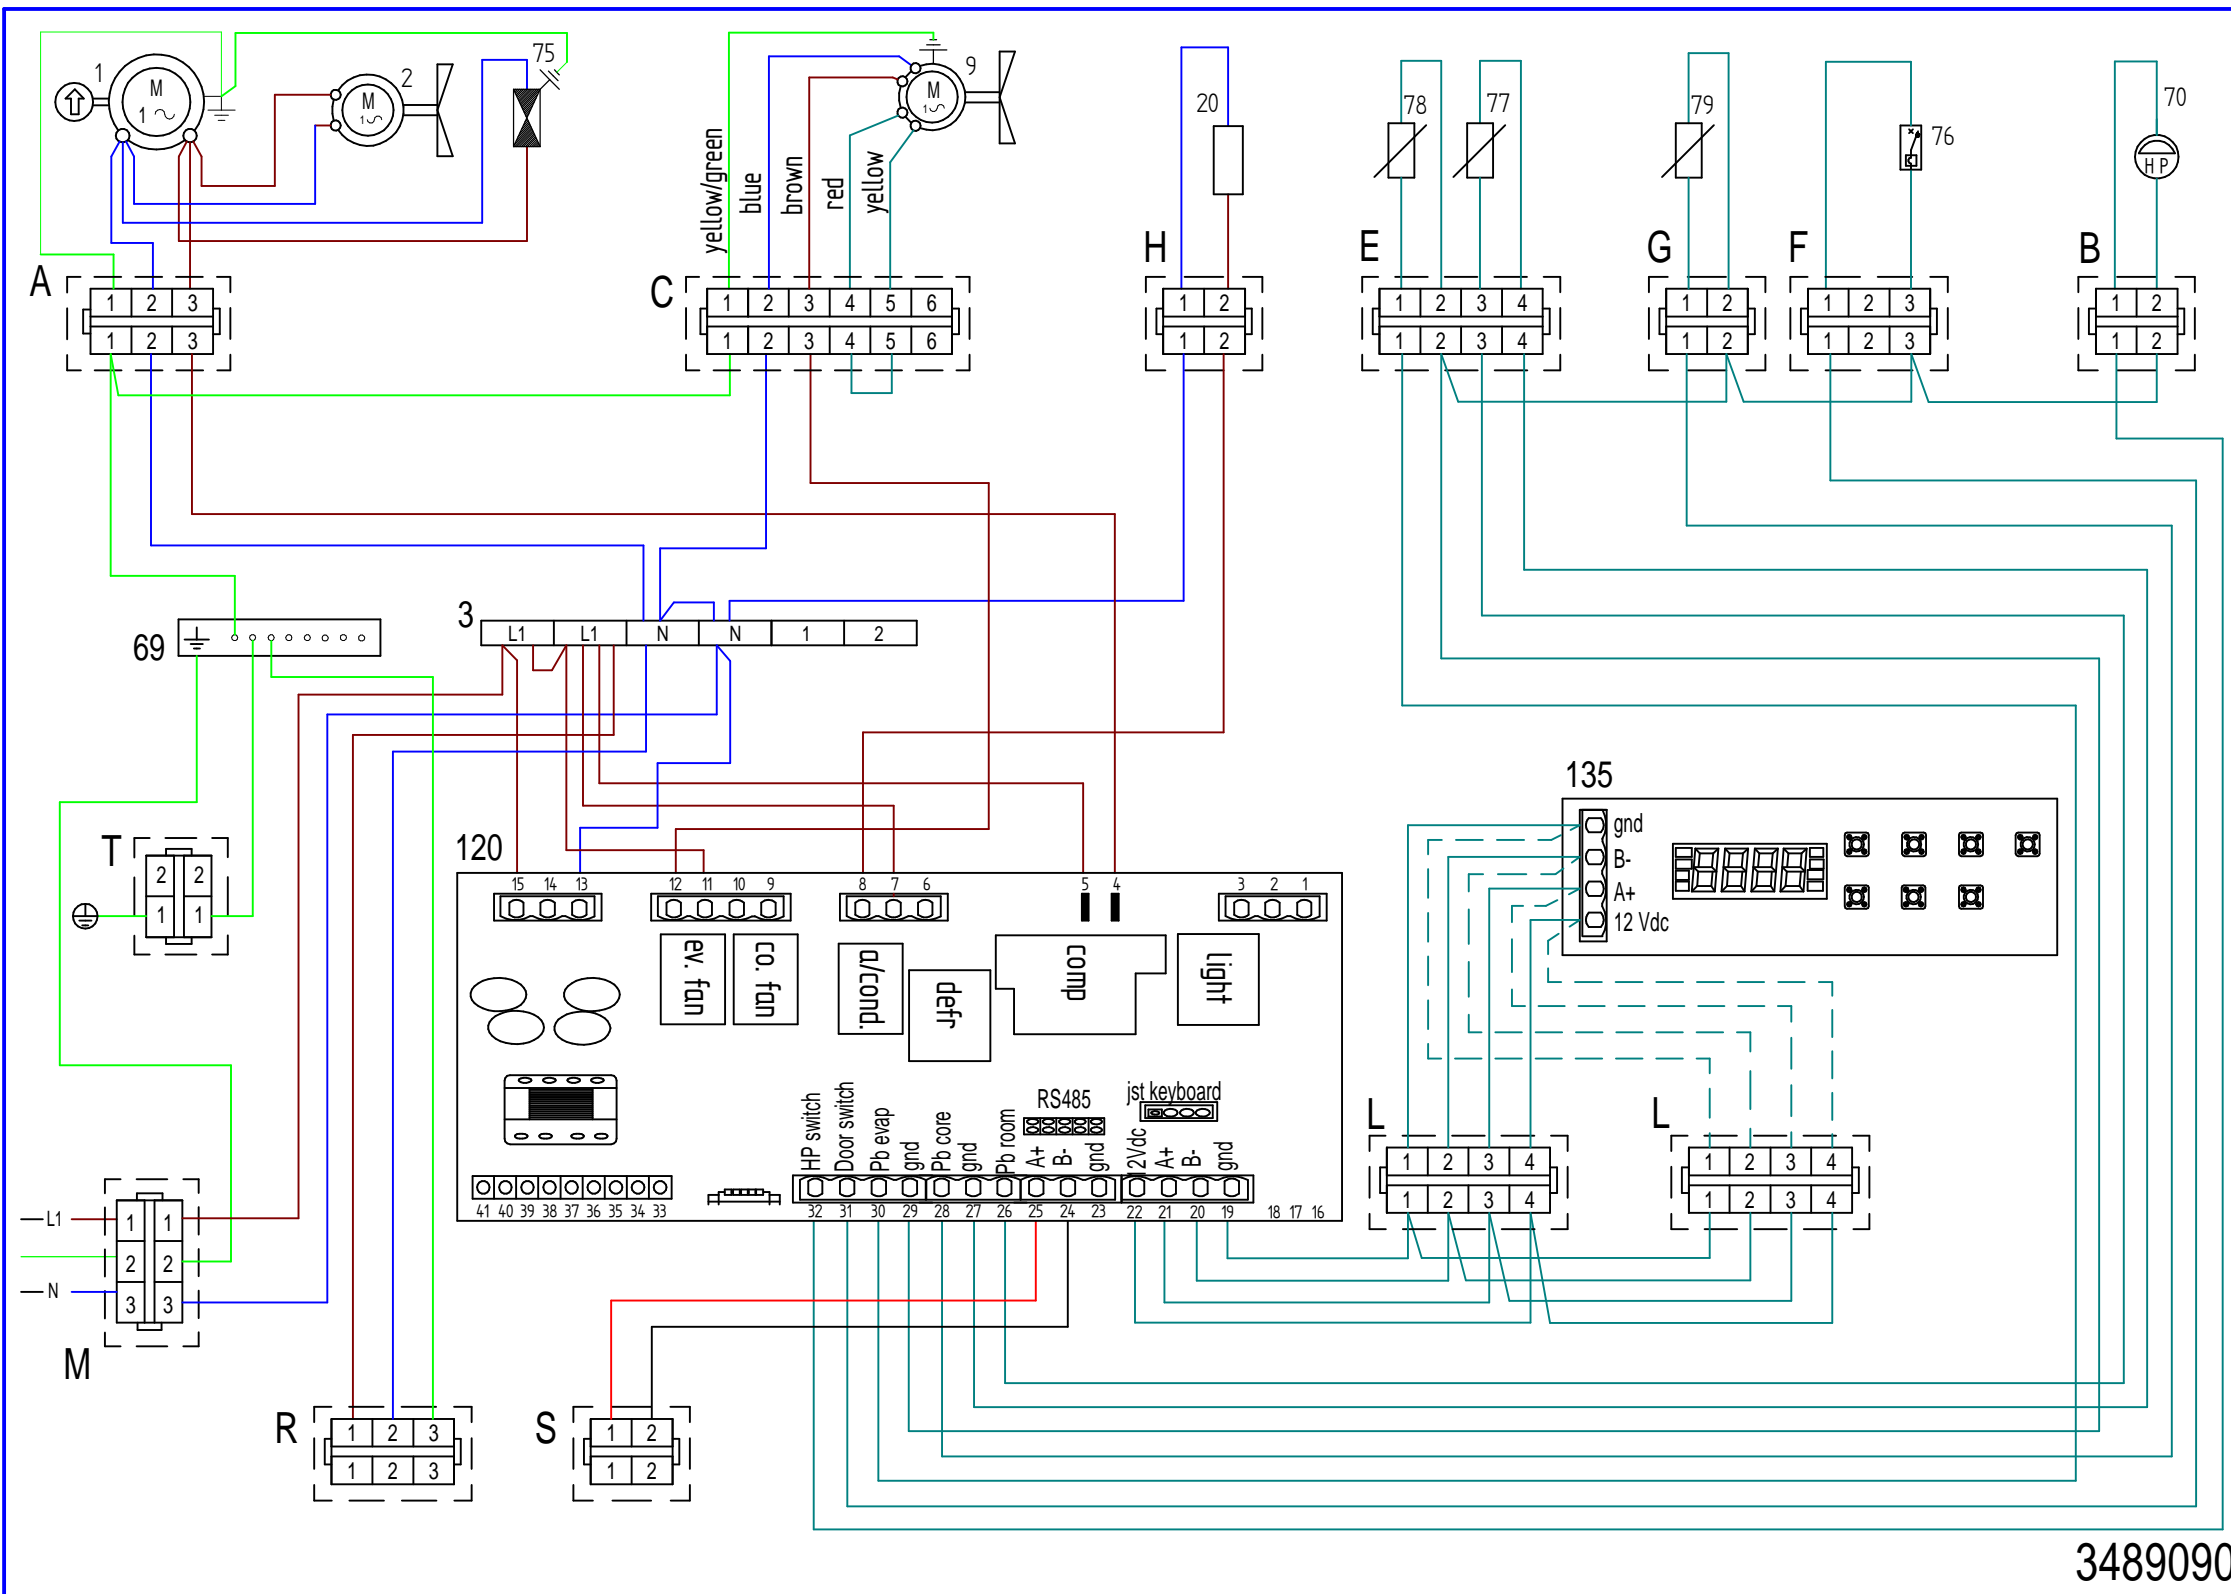 1
M
1
2
M
1
75
9
M
1
20
78
77
79
76
70
HP
yellow/green
blue
brown
red
yellow
A
1 2 3
1 2 3
C
1 2 3 4 5 6
1 2 3 4 5 6
H
1 2
1 2
E
1 2 3 4
1 2 3 4
G
1 2
1 2
F
1 2 3
1 2 3
B
1 2
1 2
3
L1 L1 N N 1 2
69
T
2 2
1 1
120
15 14 13
12 11 10 9
8 7 6
5 4
3 2 1
ev. fan
co. fan
a/cond.
defr
comp
light
135
gnd
B-
A+
12 Vdc
HP switch
Door switch
Pb evap
gnd
Pb core
gnd
Pb room
RS485
A+
B-
gnd
jst keyboard
12Vdc
A+
B-
gnd
41 40 39 38 37 36 35 34 33
32 31 30 29 28 27 26 25 24 23 22 21 20 19 18 17 16
L
1 2 3 4
1 2 3 4
L
1 2 3 4
1 2 3 4
L1
N
1 1
2 2
3 3
M
R
1 2 3
1 2 3
S
1 2
1 2
3489090